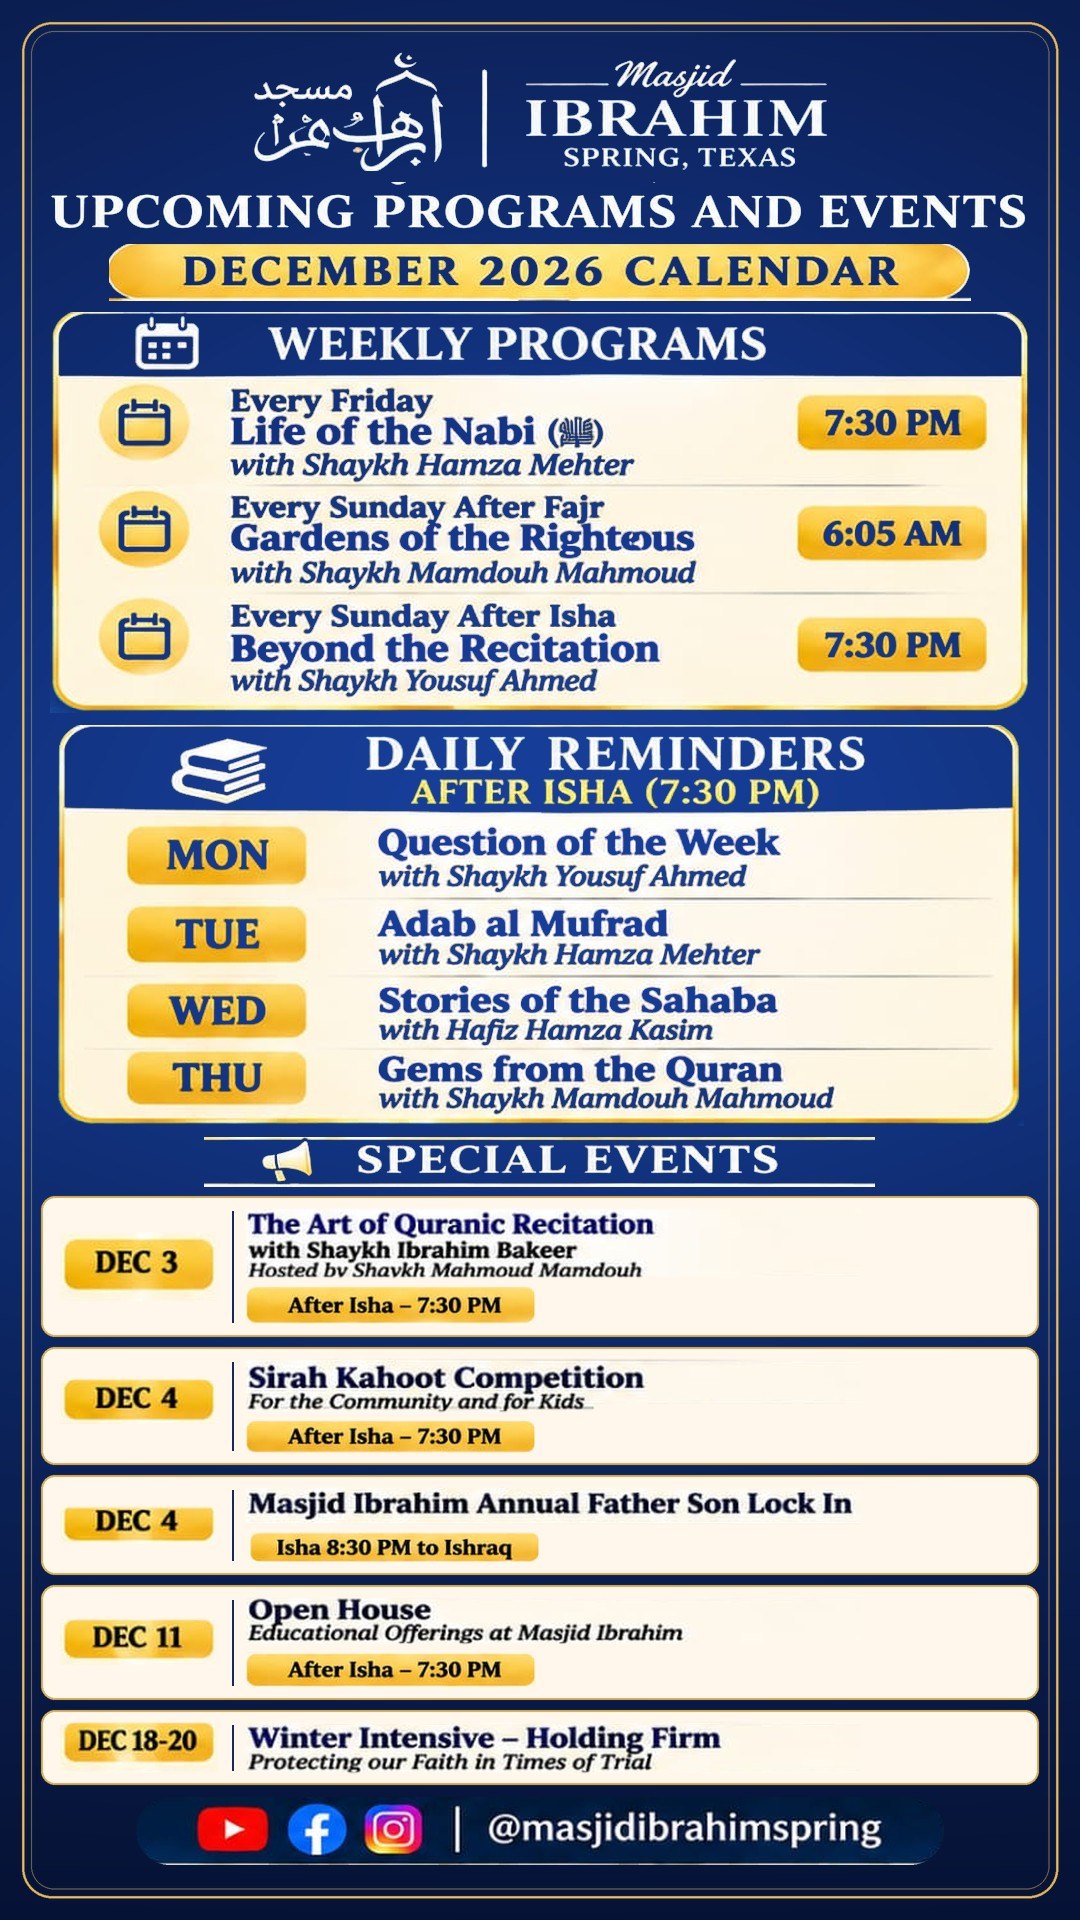 مسجد
إبراهيم
Masjid
IBRAHIM
SPRING, TEXAS
UPCOMING PROGRAMS AND EVENTS
DECEMBER 2026 CALENDAR
WEEKLY PROGRAMS
Every Friday
Life of the Nabi (ﷺ)
with Shaykh Hamza Mehter
7:30 PM
Every Sunday After Fajr
Gardens of the Righteous
with Shaykh Mamdouh Mahmoud
6:05 AM
Every Sunday After Isha
Beyond the Recitation
with Shaykh Yousuf Ahmed
7:30 PM
DAILY REMINDERS
AFTER ISHA (7:30 PM)
MON
Question of the Week
with Shaykh Yousuf Ahmed
TUE
Adab al Mufrad
with Shaykh Hamza Mehter
WED
Stories of the Sahaba
with Hafiz Hamza Kasim
THU
Gems from the Quran
with Shaykh Mamdouh Mahmoud
SPECIAL EVENTS
DEC 3
The Art of Quranic Recitation
with Shaykh Ibrahim Bakeer
Hosted by Shaykh Mahmoud Mamdouh
After Isha – 7:30 PM
DEC 4
Sirah Kahoot Competition
For the Community and for Kids
After Isha – 7:30 PM
DEC 4
Masjid Ibrahim Annual Father Son Lock In
Isha 8:30 PM to Ishraq
DEC 11
Open House
Educational Offerings at Masjid Ibrahim
After Isha – 7:30 PM
DEC 18-20
Winter Intensive – Holding Firm
Protecting our Faith in Times of Trial
@masjidibrahimspring